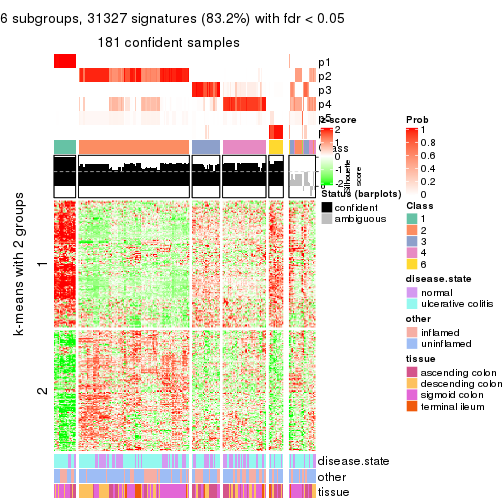 6 subgroups, 31327 signatures (83.2%) with fdr < 0.05
181 confident samples
p1
p2
p3
p4
p5
Class
Silhouette
score
z-score
2
1
0
-1
-2
Prob
1
0.8
0.6
0.4
0.2
0
Status (barplots)
confident
ambiguous
Class
1
2
3
4
6
disease.state
normal
ulcerative colitis
other
inflamed
uninflamed
tissue
ascending colon
descending colon
sigmoid colon
terminal ileum
k-means with 2 groups
1
2
disease.state
other
tissue